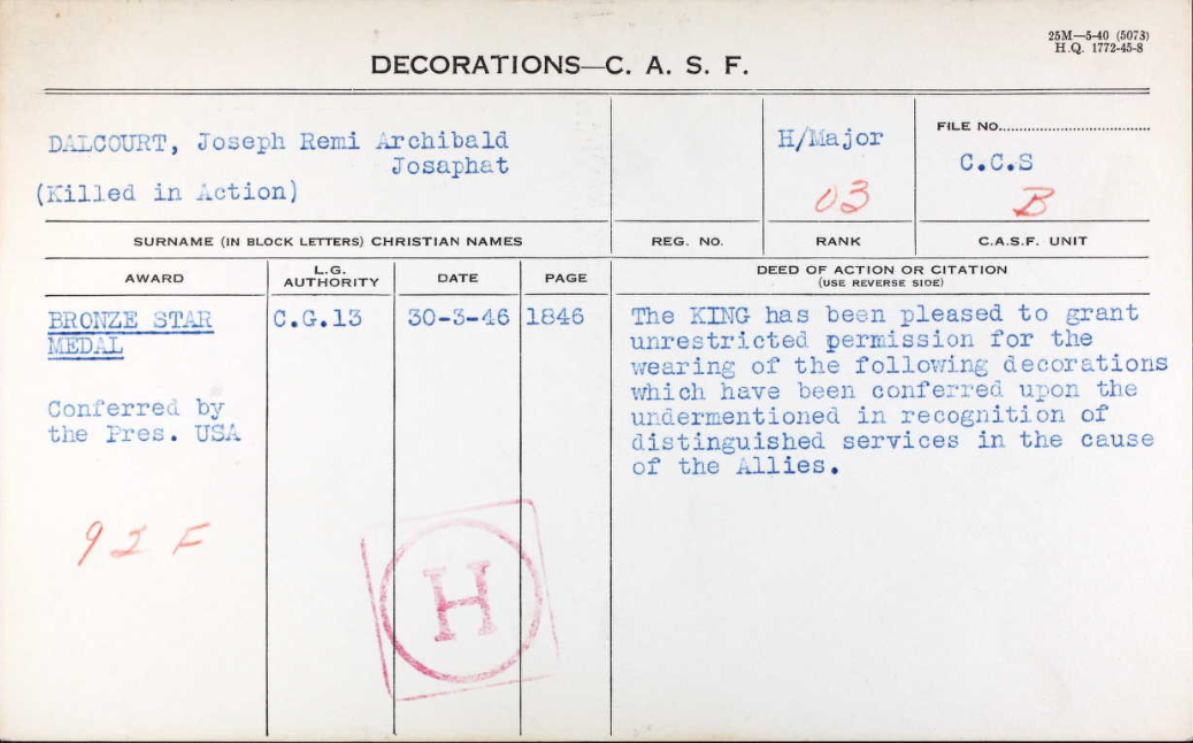 25M—5-40 (5073)
H.Q. 1772-45-8
DECORATIONS—C. A. S. F.
DALCOURT, Joseph Remi Archibald
Josaphat
(Killed in Action)
H/Major
03
FILE NO.
C.C.S
B
SURNAME (IN BLOCK LETTERS) CHRISTIAN NAMES
REG. NO.
RANK
C.A.S.F. UNIT
AWARD
L.G. AUTHORITY
DATE
PAGE
DEED OF ACTION OR CITATION
(USE REVERSE SIDE)
BRONZE STAR
MEDAL
C.G.13
30-3-46
1846
Conferred by
the Pres. USA
The KING has been pleased to grant
unrestricted permission for the
wearing of the following decorations
which have been conferred upon the
undermentioned in recognition of
distinguished services in the cause
of the Allies.
H